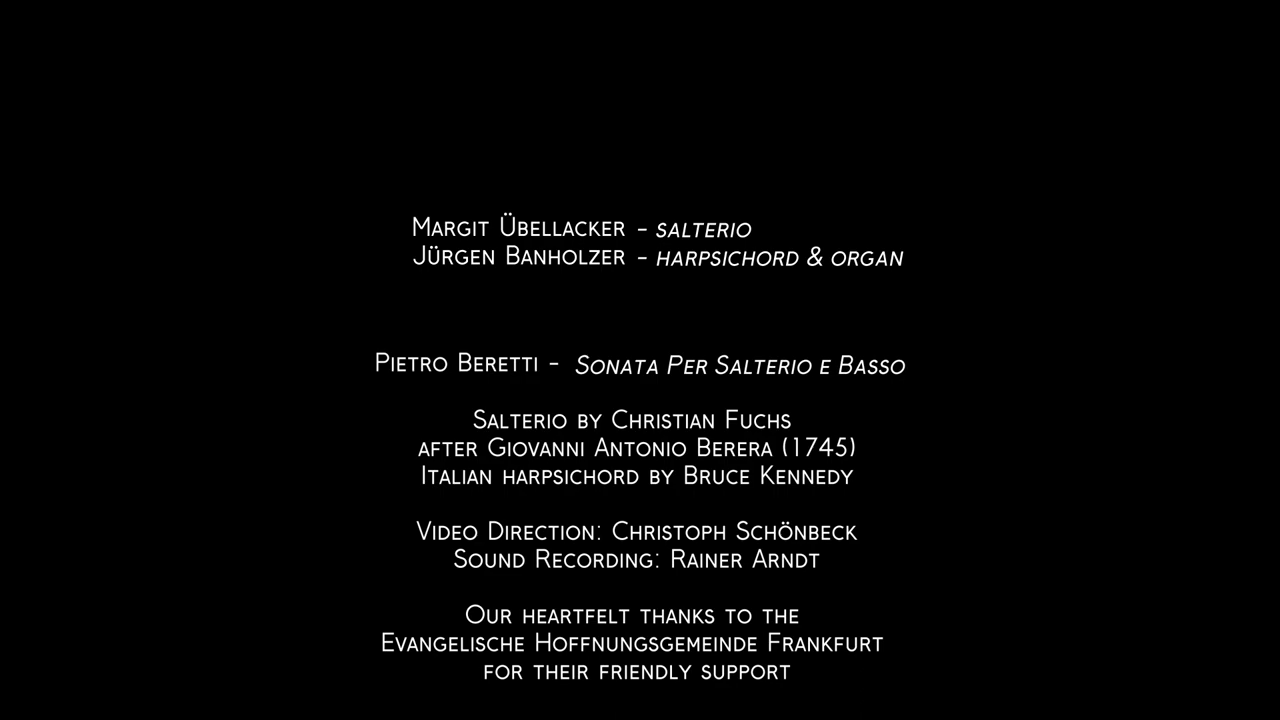 Margit Übellacker - salterio
Jürgen Banholzer - harpsichord & organ
Pietro Beretti - Sonata Per Salterio e Basso
Salterio by Christian Fuchs
after Giovanni Antonio Berera (1745)
Italian harpsichord by Bruce Kennedy
Video Direction: Christoph Schönbeck
Sound Recording: Rainer Arndt
Our heartfelt thanks to the
Evangelische Hoffnungsgemeinde Frankfurt
for their friendly support